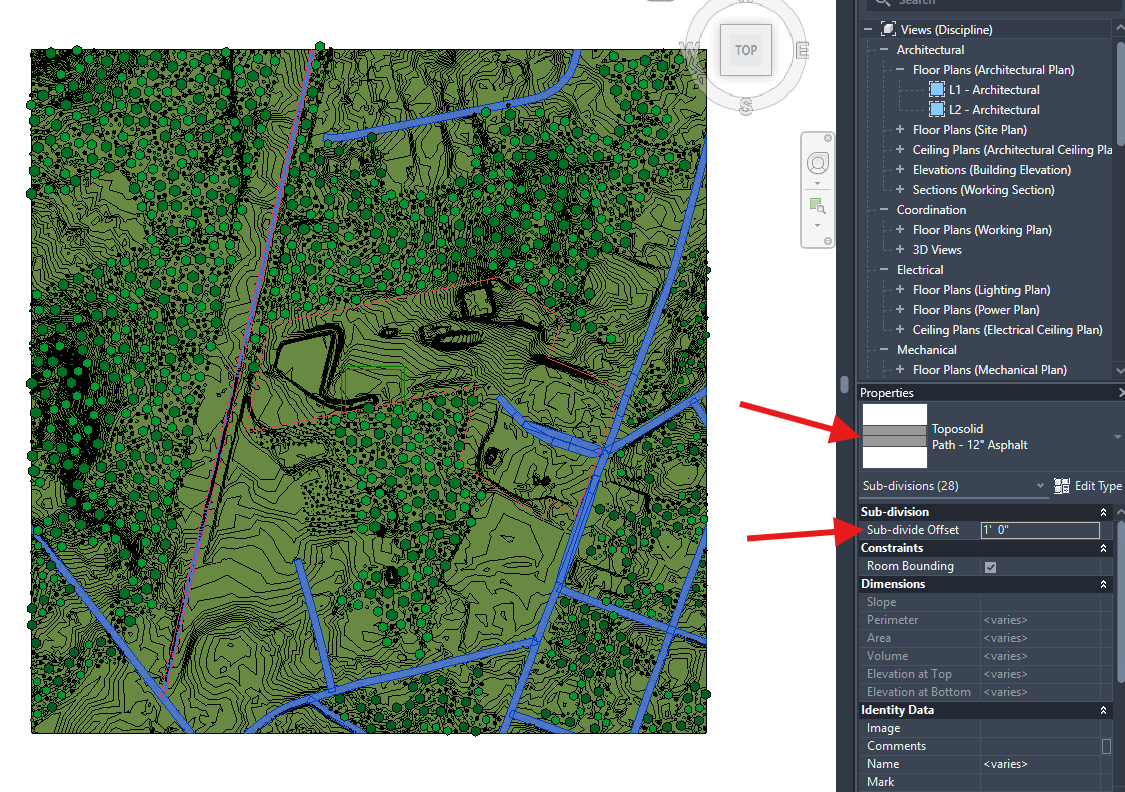 Search
Views (Discipline)
Architectural
Floor Plans (Architectural Plan)
L1 - Architectural
L2 - Architectural
Floor Plans (Site Plan)
Ceiling Plans (Architectural Ceiling Pla
Elevations (Building Elevation)
Sections (Working Section)
Coordination
Floor Plans (Working Plan)
3D Views
Electrical
Floor Plans (Lighting Plan)
Floor Plans (Power Plan)
Ceiling Plans (Electrical Ceiling Plan)
Mechanical
Floor Plans (Mechanical Plan)
W
TOP
E
S
Properties
Toposolid
Path - 12" Asphalt
Sub-divisions (28)
Edit Type
Sub-division
Sub-divide Offset 1' 0"
Constraints
Room Bounding
Dimensions
Slope
Perimeter <varies>
Area <varies>
Volume <varies>
Elevation at Top <varies>
Elevation at Bottom <varies>
Identity Data
Image
Comments
Name <varies>
Mark